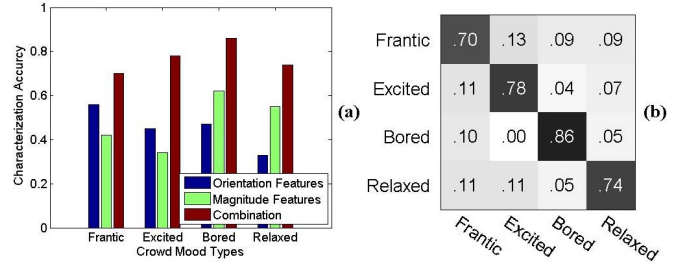 1
0.8
0.6
0.4
0.2
0
Characterization Accurcy
Orientation Features
Magnitude Features
Combination
Frantic Excited Bored Relaxed
Crowd Mood Types
(a)
Frantic .70 .13 .09 .09
Excited .11 .78 .04 .07
Bored .10 .00 .86 .05
Relaxed .11 .11 .05 .74
Frantic Excited Bored Relaxed
(b)